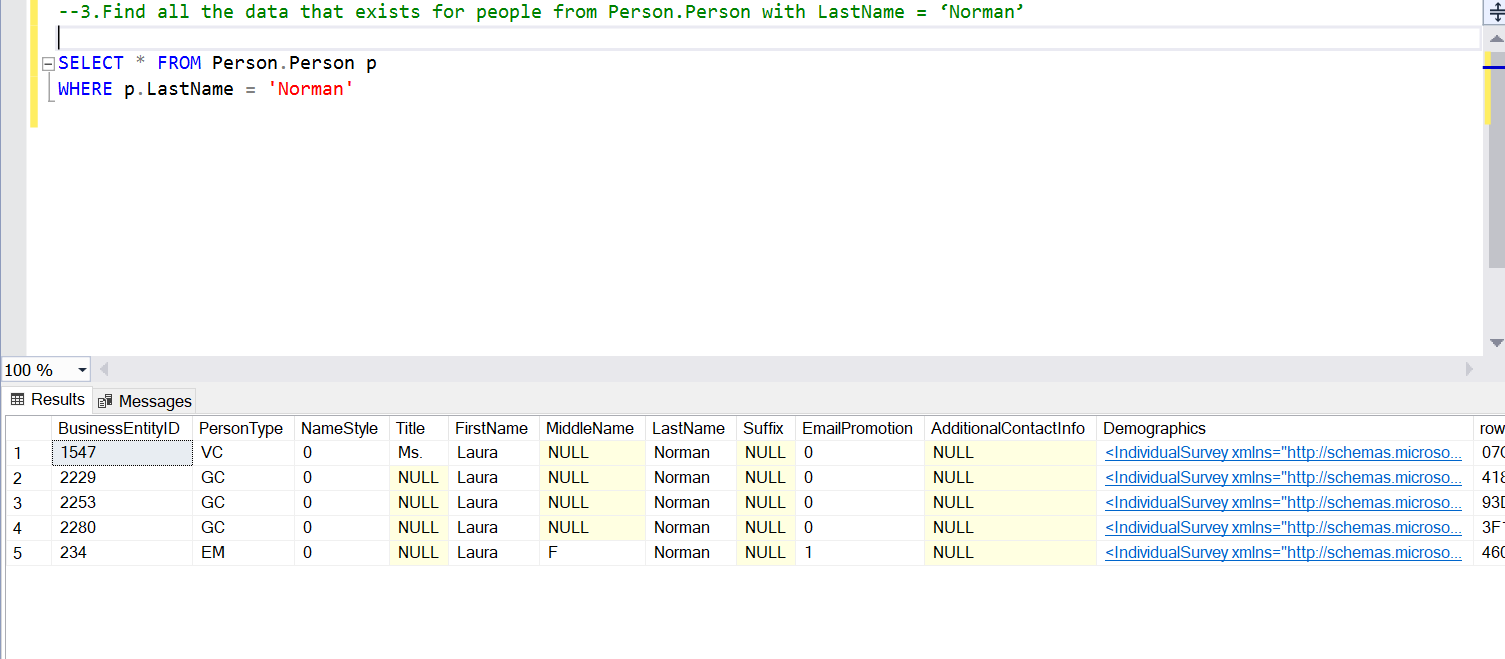 --3.Find all the data that exists for people from Person.Person with LastName = ‘Norman’
SELECT * FROM Person.Person p
WHERE p.LastName = 'Norman'
100 %
Results Messages
BusinessEntityID PersonType NameStyle Title FirstName MiddleName LastName Suffix EmailPromotion AdditionalContactInfo Demographics row
1 1547 VC 0 Ms. Laura NULL Norman NULL 0 NULL <IndividualSurvey xmlns="http://schemas.microso...
2 2229 GC 0 NULL Laura NULL Norman NULL 0 NULL <IndividualSurvey xmlns="http://schemas.microso... 418
3 2253 GC 0 NULL Laura NULL Norman NULL 0 NULL <IndividualSurvey xmlns="http://schemas.microso...
4 2280 GC 0 NULL Laura NULL Norman NULL 0 NULL <IndividualSurvey xmlns="http://schemas.microso...
5 234 EM 0 NULL Laura F Norman NULL 1 NULL <IndividualSurvey xmlns="http://schemas.microso...